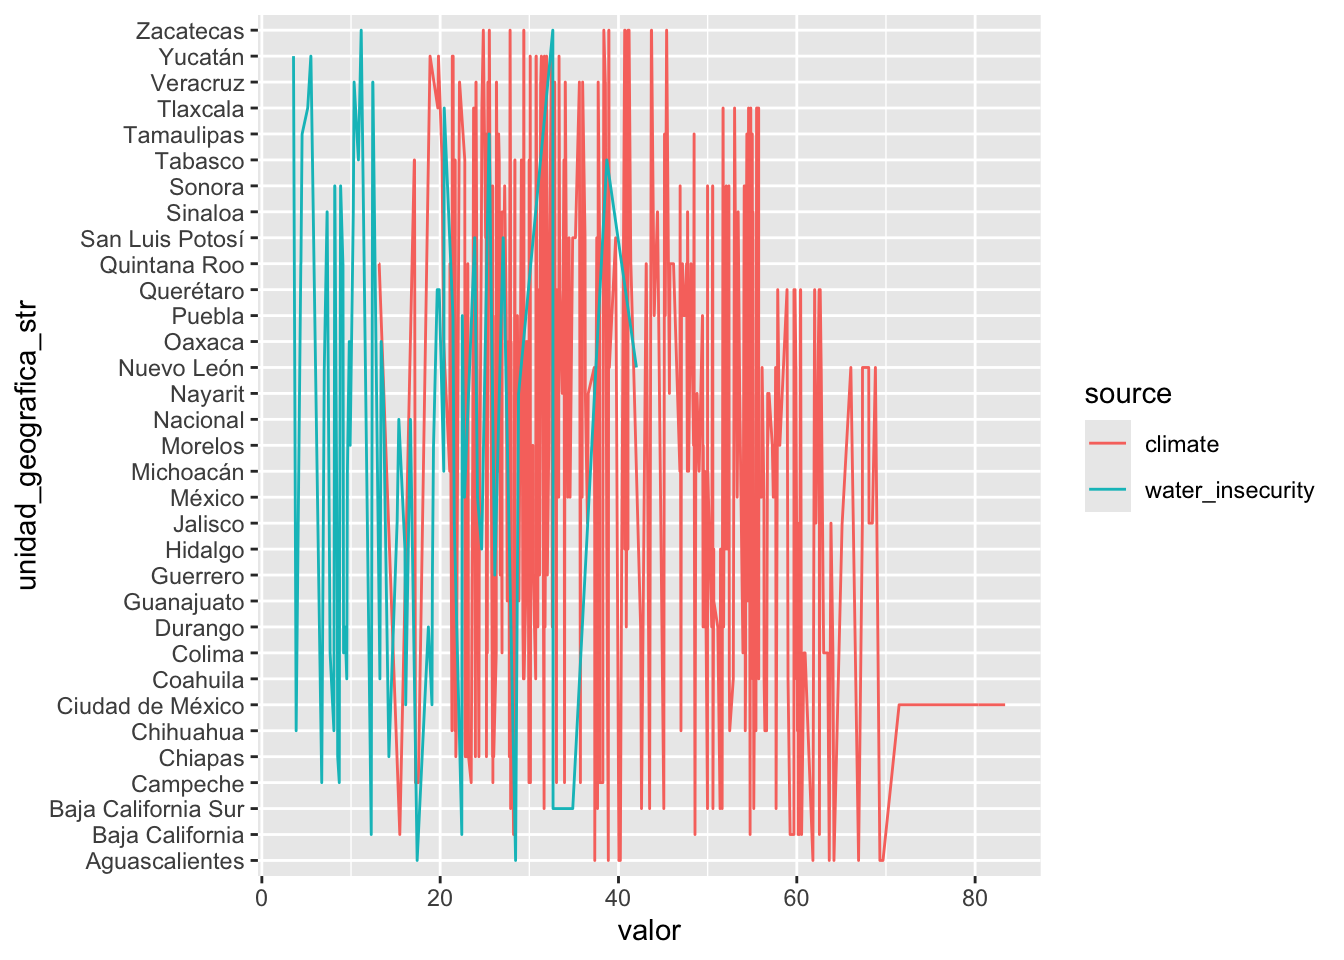 Zacatecas
Yucatán
Veracruz
Tlaxcala
Tamaulipas
Tabasco
Sonora
Sinaloa
San Luis Potosí
Quintana Roo
Querétaro
Puebla
Oaxaca
Nuevo León
Nayarit
Nacional
Morelos
Michoacán
México
Jalisco
Hidalgo
Guerrero
Guanajuato
Durango
Colima
Coahuila
Ciudad de México
Chihuahua
Chiapas
Campeche
Baja California Sur
Baja California
Aguascalientes
unidad_geografica_str
0 20 40 60 80
valor
source
climate
water_insecurity